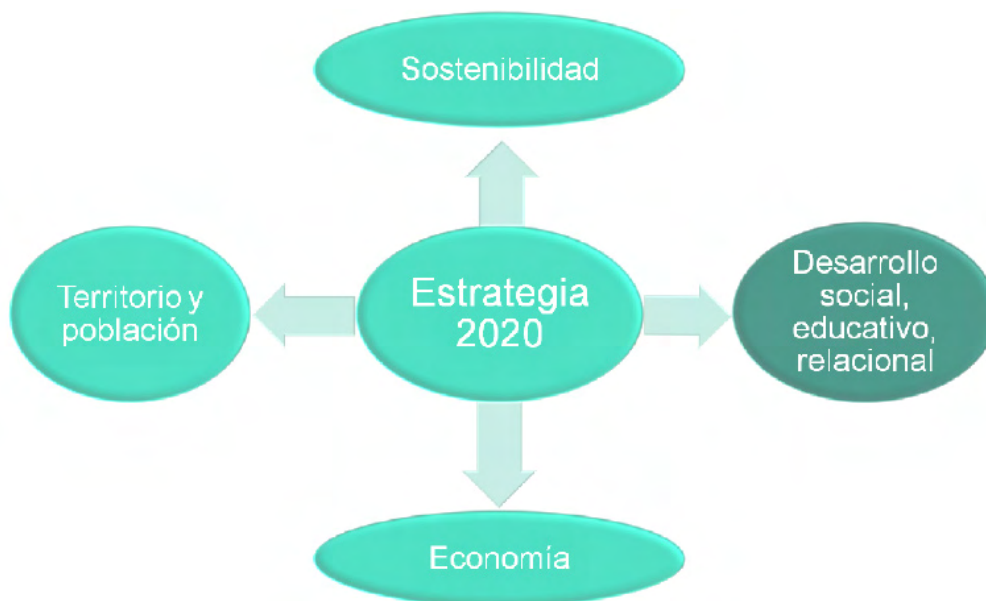 Sostenibilidad
Territorio y
población
Estrategia
2020
Desarrollo
social,
educativo,
relacional
Economía